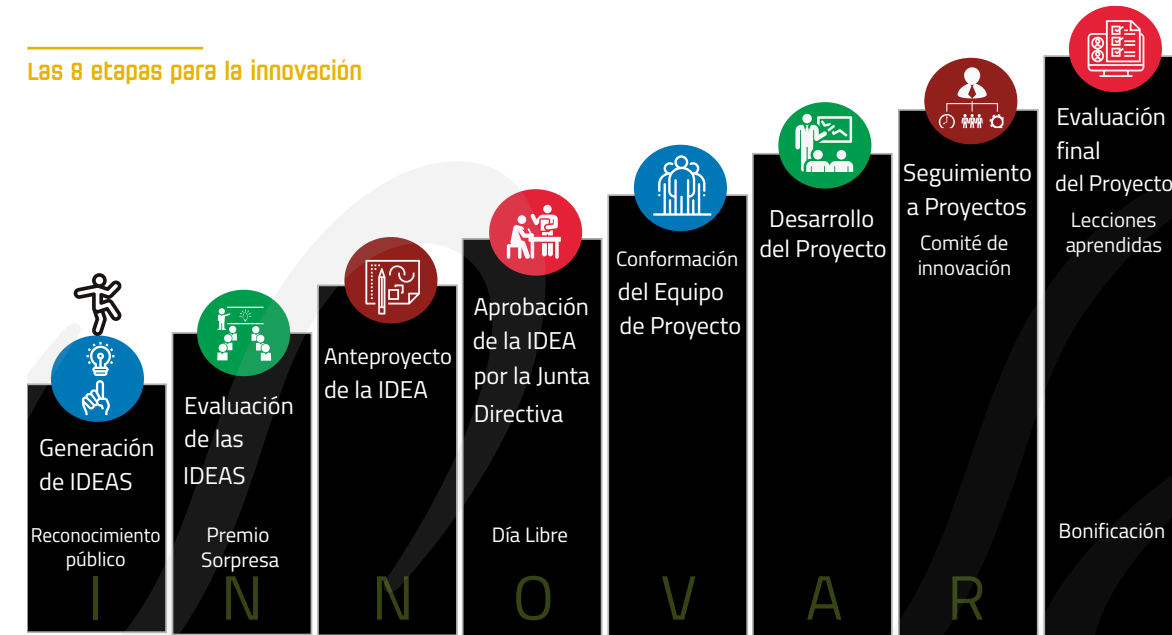 Las 8 etapas para la innovación
Generación
de IDEAS
Reconocimiento
público
I
Evaluación
de las
IDEAS
Premio
Sorpresa
N
Anteproyecto
de la IDEA
N
Aprobación
de la IDEA
por la Junta
Directiva
Día Libre
O
Conformación
del Equipo
de Proyecto
V
Desarrollo
del Proyecto
A
Seguimiento
a Proyectos
Comité de
innovación
R
Evaluación
final
del Proyecto
Lecciones
aprendidas
Bonificación